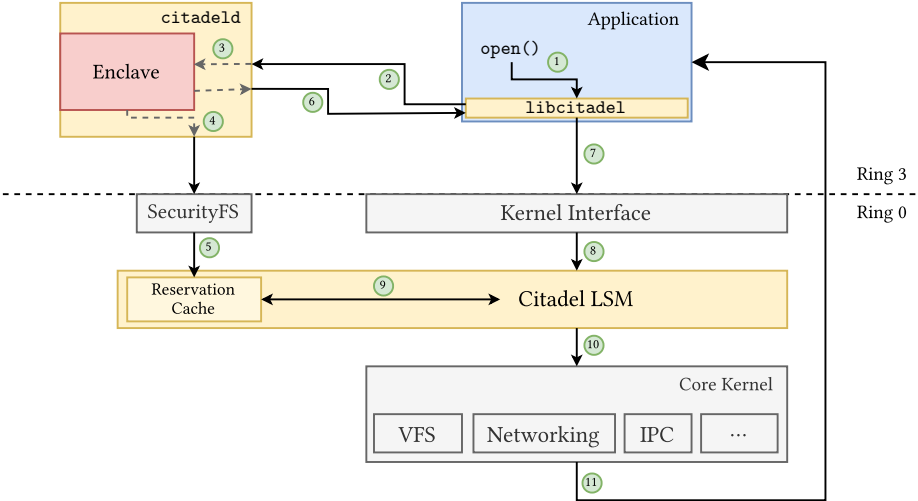 citadeld
Application
Enclave
3
open()
1
2
6
libcitadel
4
7
Ring 3
SecurityFS
Kernel Interface
Ring 0
5
8
Reservation
Cache
9
Citadel LSM
10
Core Kernel
VFS
Networking
IPC
...
11